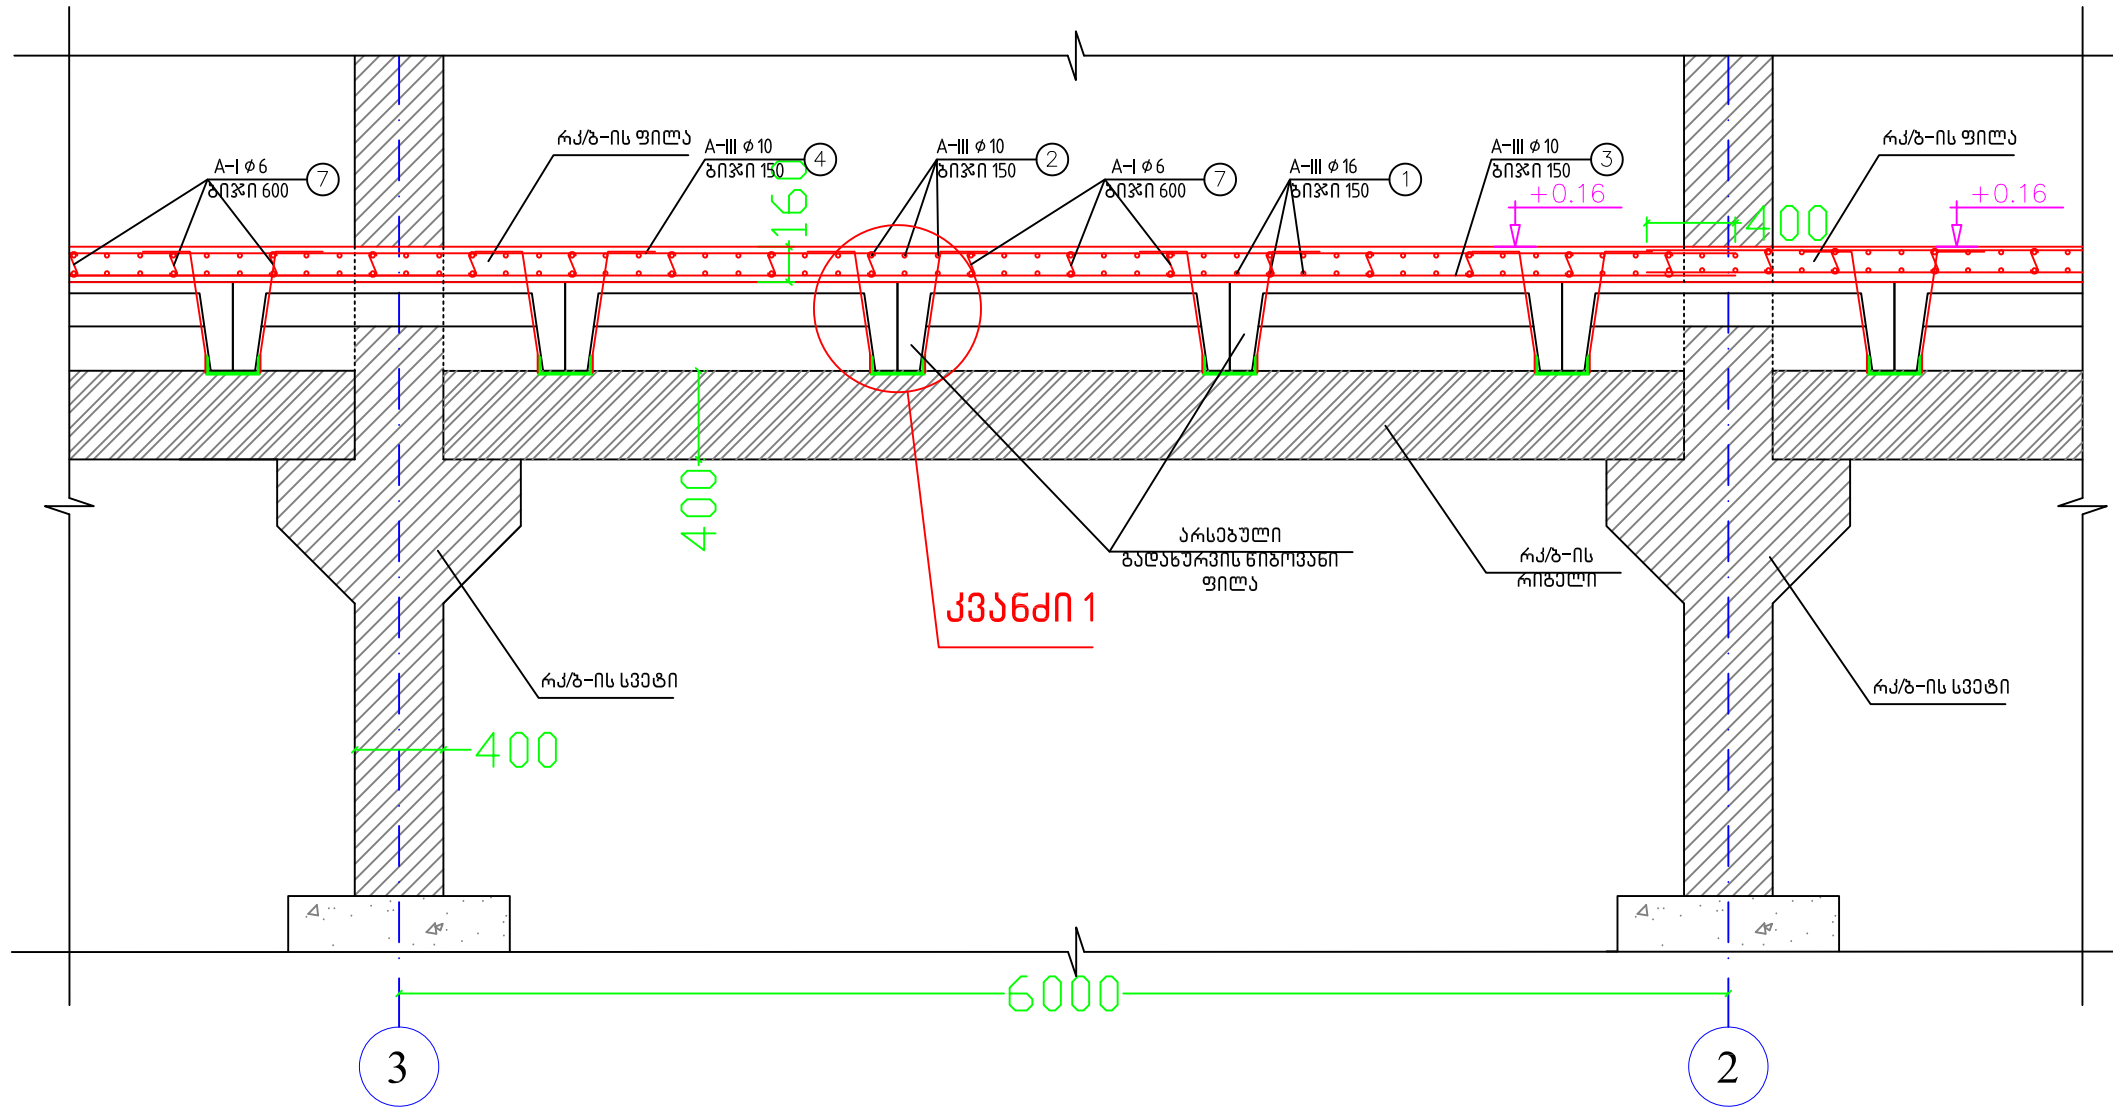 რკ/ბ-ის ფილა
A-III ⌀ 10
ბიჯი 150
4
A-III ⌀ 10
ბიჯი 150
2
A-III ⌀ 10
ბიჯი 150
3
რკ/ბ-ის ფილა
A-I ⌀ 6
ბიჯი 600
7
160
A-I ⌀ 6
ბიჯი 600
7
A-III ⌀ 16
ბიჯი 150
1
+0.16
400
+0.16
400
არსებული
გადახურვის წიბოვანი
ფილა
რკ/ბ-ის
რიგელი
კვანძი 1
რკ/ბ-ის სვეტი
რკ/ბ-ის სვეტი
400
6000
3
2